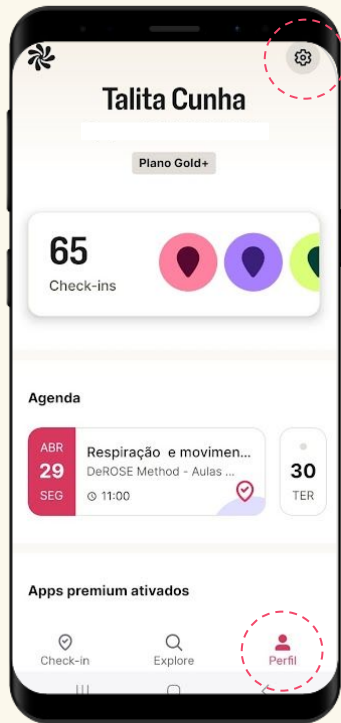 Talita Cunha
Plano Gold+
65
Check-ins
Agenda
ABR
29
SEG
Respiração e movimen...
DeROSE Method - Aulas ...
11:00
30
TER
Apps premium ativados
Check-in
Explore
Perfil